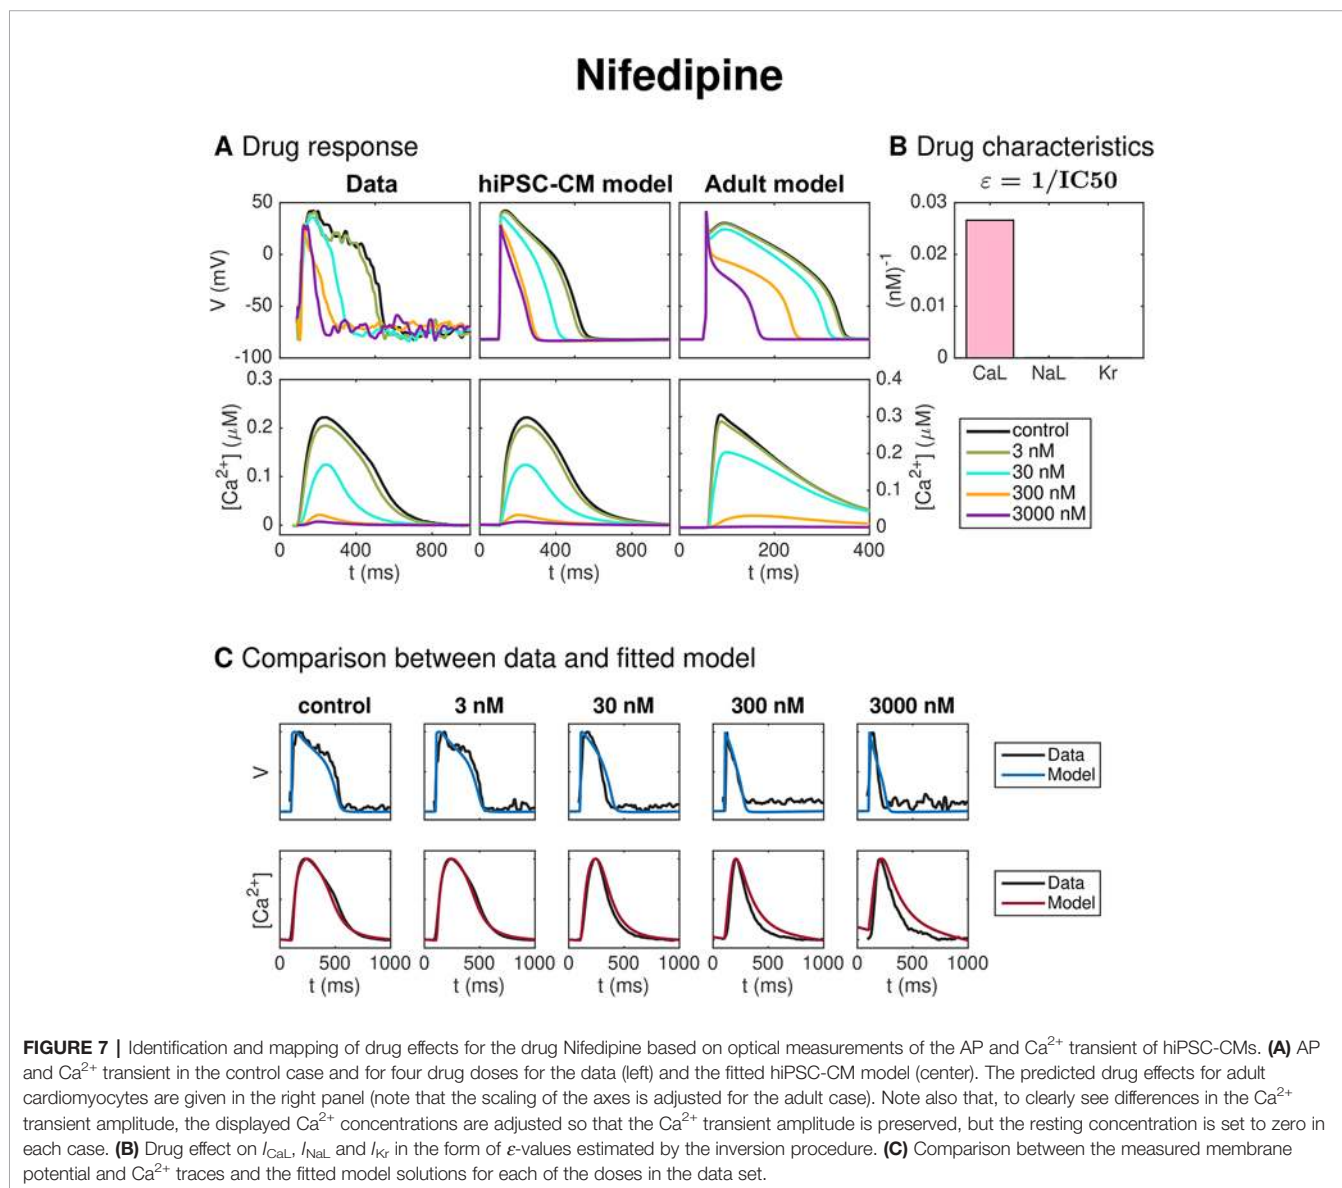 Nifedipine
A Drug response
B Drug characteristics
Data
hiPSC-CM model
Adult model
ε = 1/IC50
50
0
-50
-100
V (mV)
0.03
0.02
0.01
0
(nM)⁻¹
CaL NaL Kr
0.3
0.2
0.1
0
[Ca²⁺] (μM)
0.4
0.3
0.2
0.1
0
[Ca²⁺] (μM)
0 400 800
0 400 800
0 200 400
t (ms)
t (ms)
t (ms)
control
3 nM
30 nM
300 nM
3000 nM
C Comparison between data and fitted model
control 3 nM 30 nM 300 nM 3000 nM
V
Data
Model
[Ca²⁺]
Data
Model
0 500 1000
0 500 1000
0 500 1000
0 500 1000
0 500 1000
t (ms) t (ms) t (ms) t (ms) t (ms)
FIGURE 7 | Identification and mapping of drug effects for the drug Nifedipine based on optical measurements of the AP and Ca²⁺ transient of hiPSC-CMs. (A) AP
and Ca²⁺ transient in the control case and for four drug doses for the data (left) and the fitted hiPSC-CM model (center). The predicted drug effects for adult
cardiomyocytes are given in the right panel (note that the scaling of the axes is adjusted for the adult case). Note also that, to clearly see differences in the Ca²⁺
transient amplitude, the displayed Ca²⁺ concentrations are adjusted so that the Ca²⁺ transient amplitude is preserved, but the resting concentration is set to zero in
each case. (B) Drug effect on I_CaL, I_NaL and I_Kr in the form of ε-values estimated by the inversion procedure. (C) Comparison between the measured membrane
potential and Ca²⁺ traces and the fitted model solutions for each of the doses in the data set.